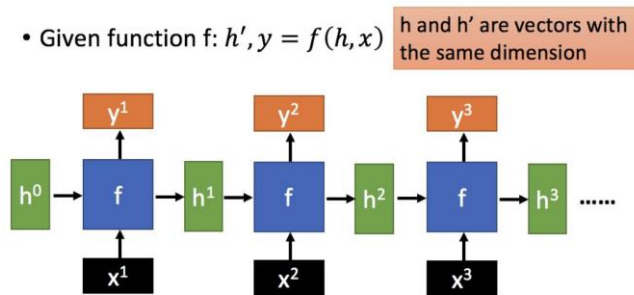 • Given function f: h′, y = f(h, x)
h and h' are vectors with
the same dimension
y¹ y² y³
h⁰ f h¹ f h² f h³ ……
x¹ x² x³